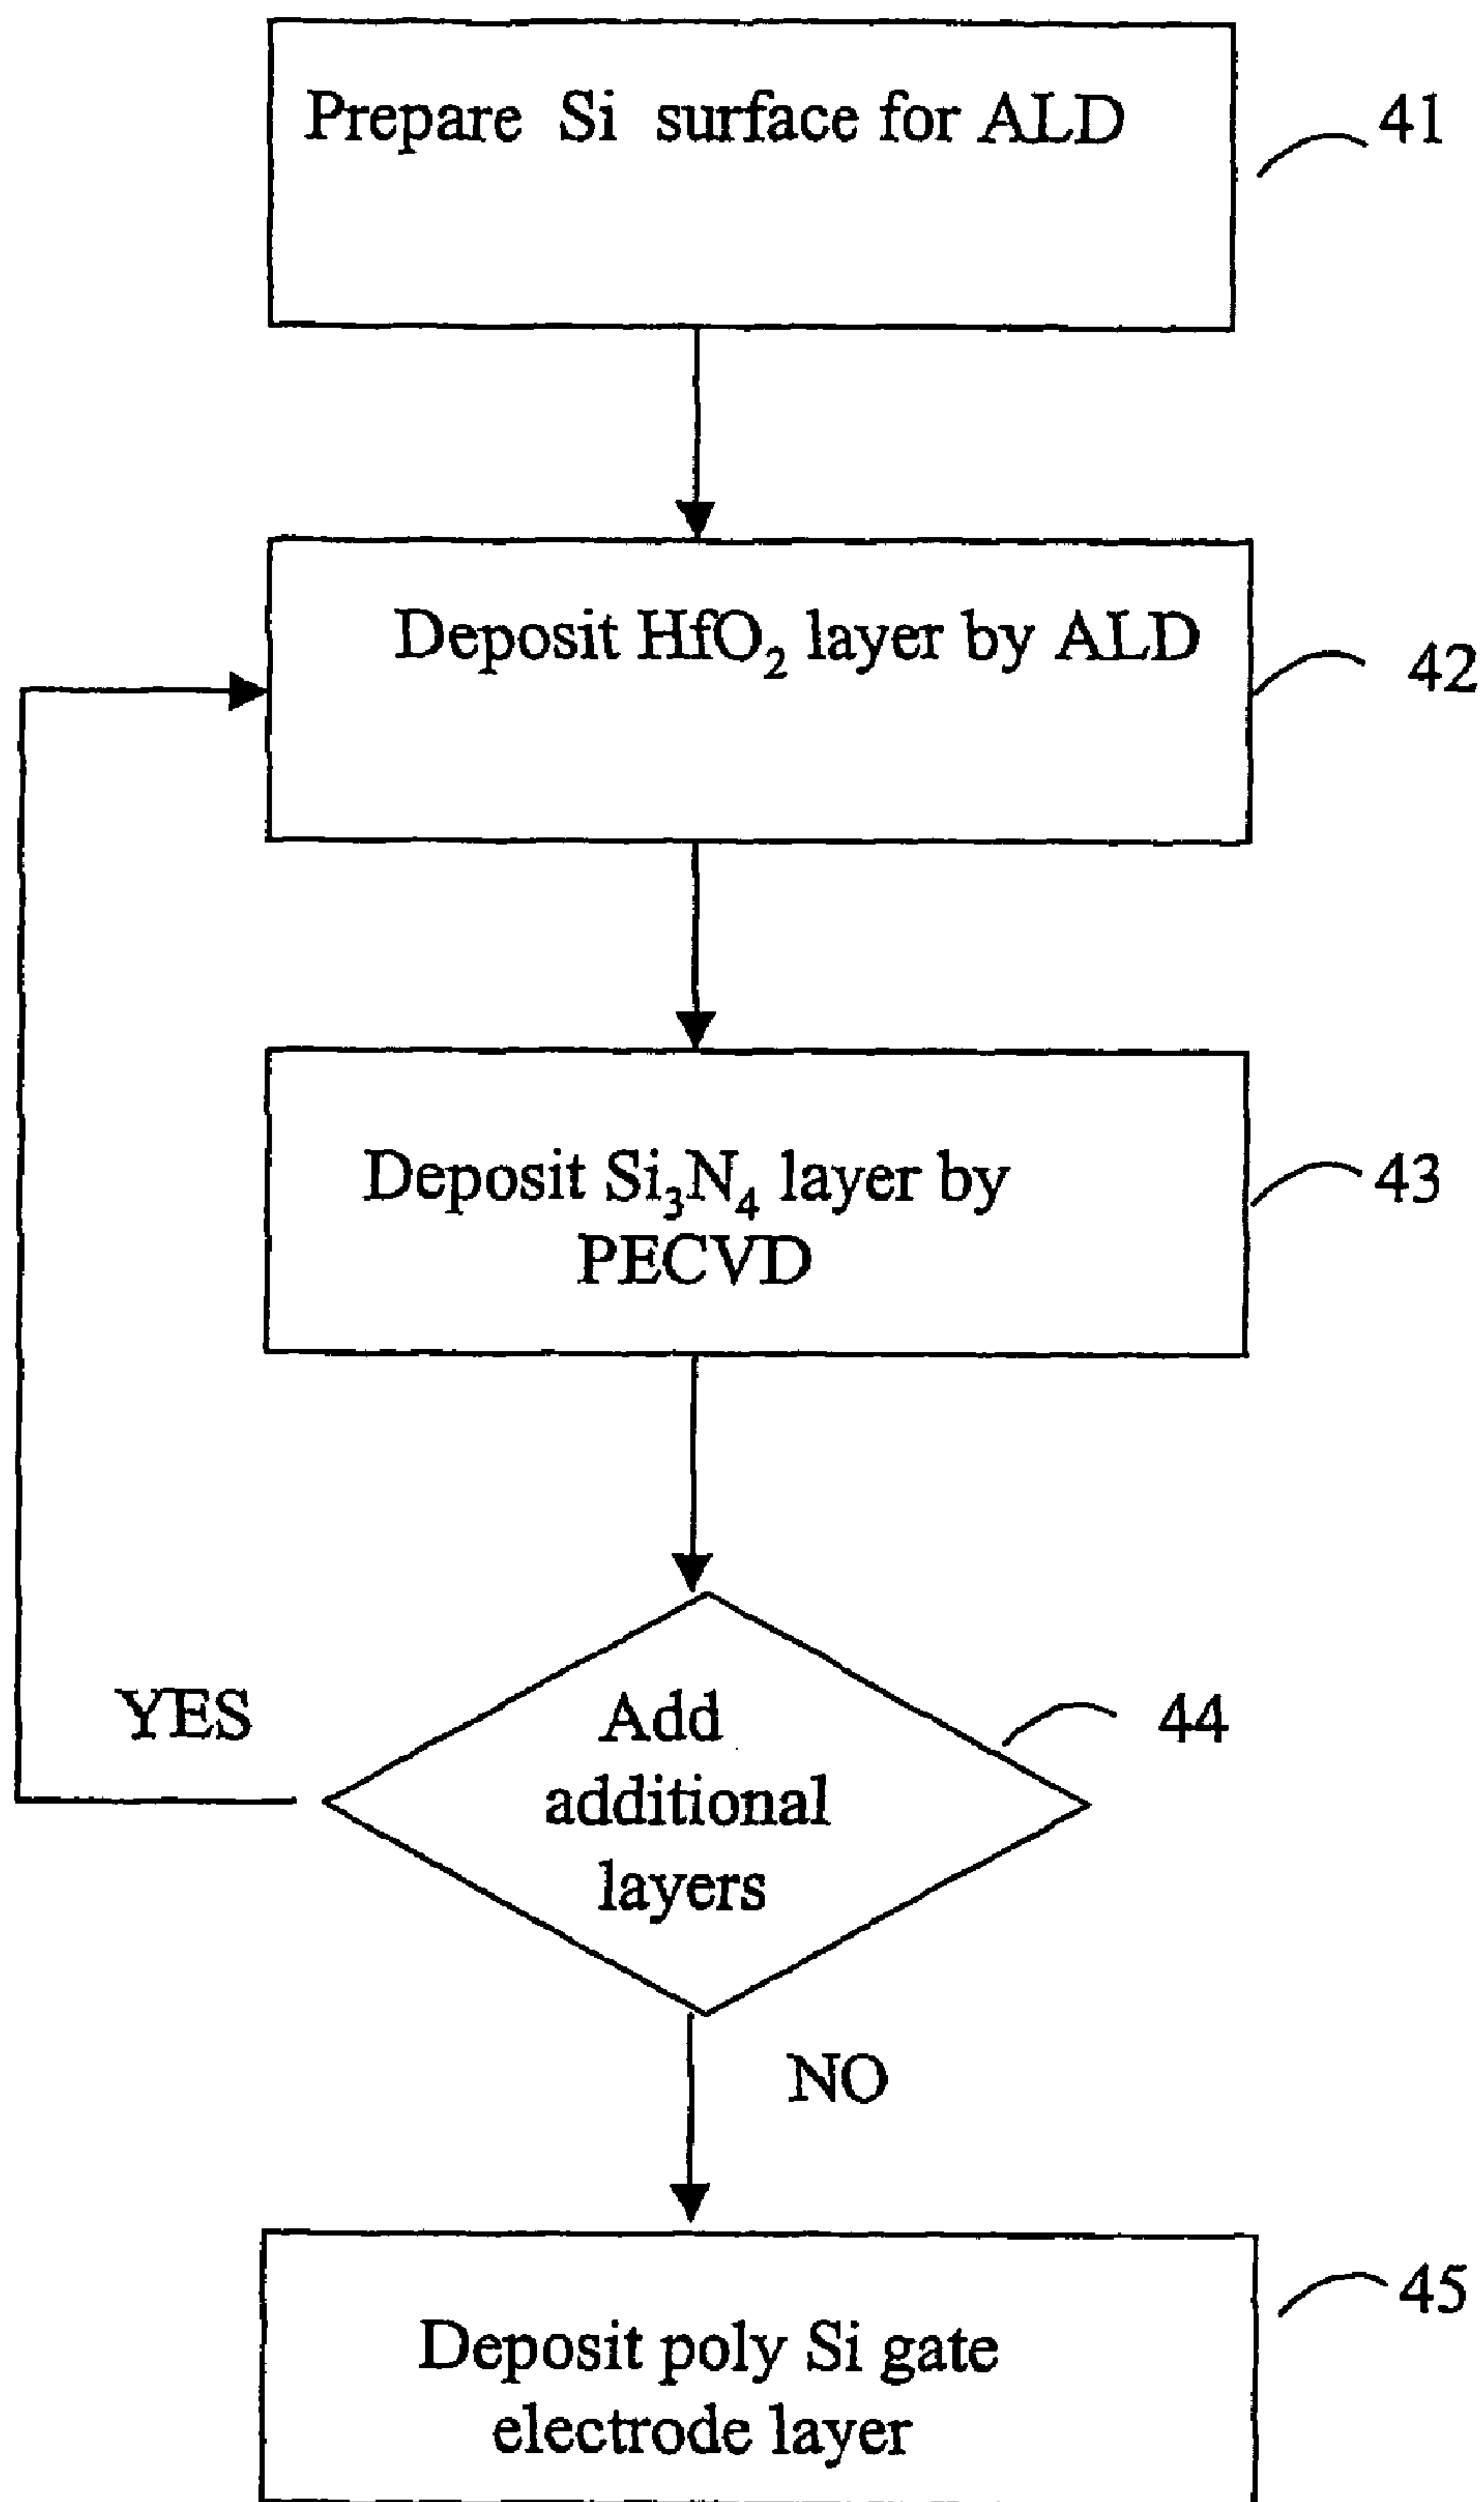 Prepare Si surface for ALD
41
Deposit HfO₂ layer by ALD
42
Deposit Si₃N₄ layer by
PECVD
43
YES
Add
additional
layers
44
NO
Deposit poly Si gate
electrode layer
45